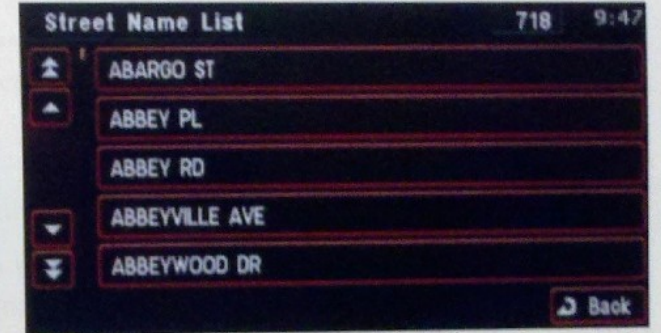 Street Name List 718 9:47
ABARGO ST
ABBEY PL
ABBEY RD
ABBEYVILLE AVE
ABBEYWOOD DR
Back